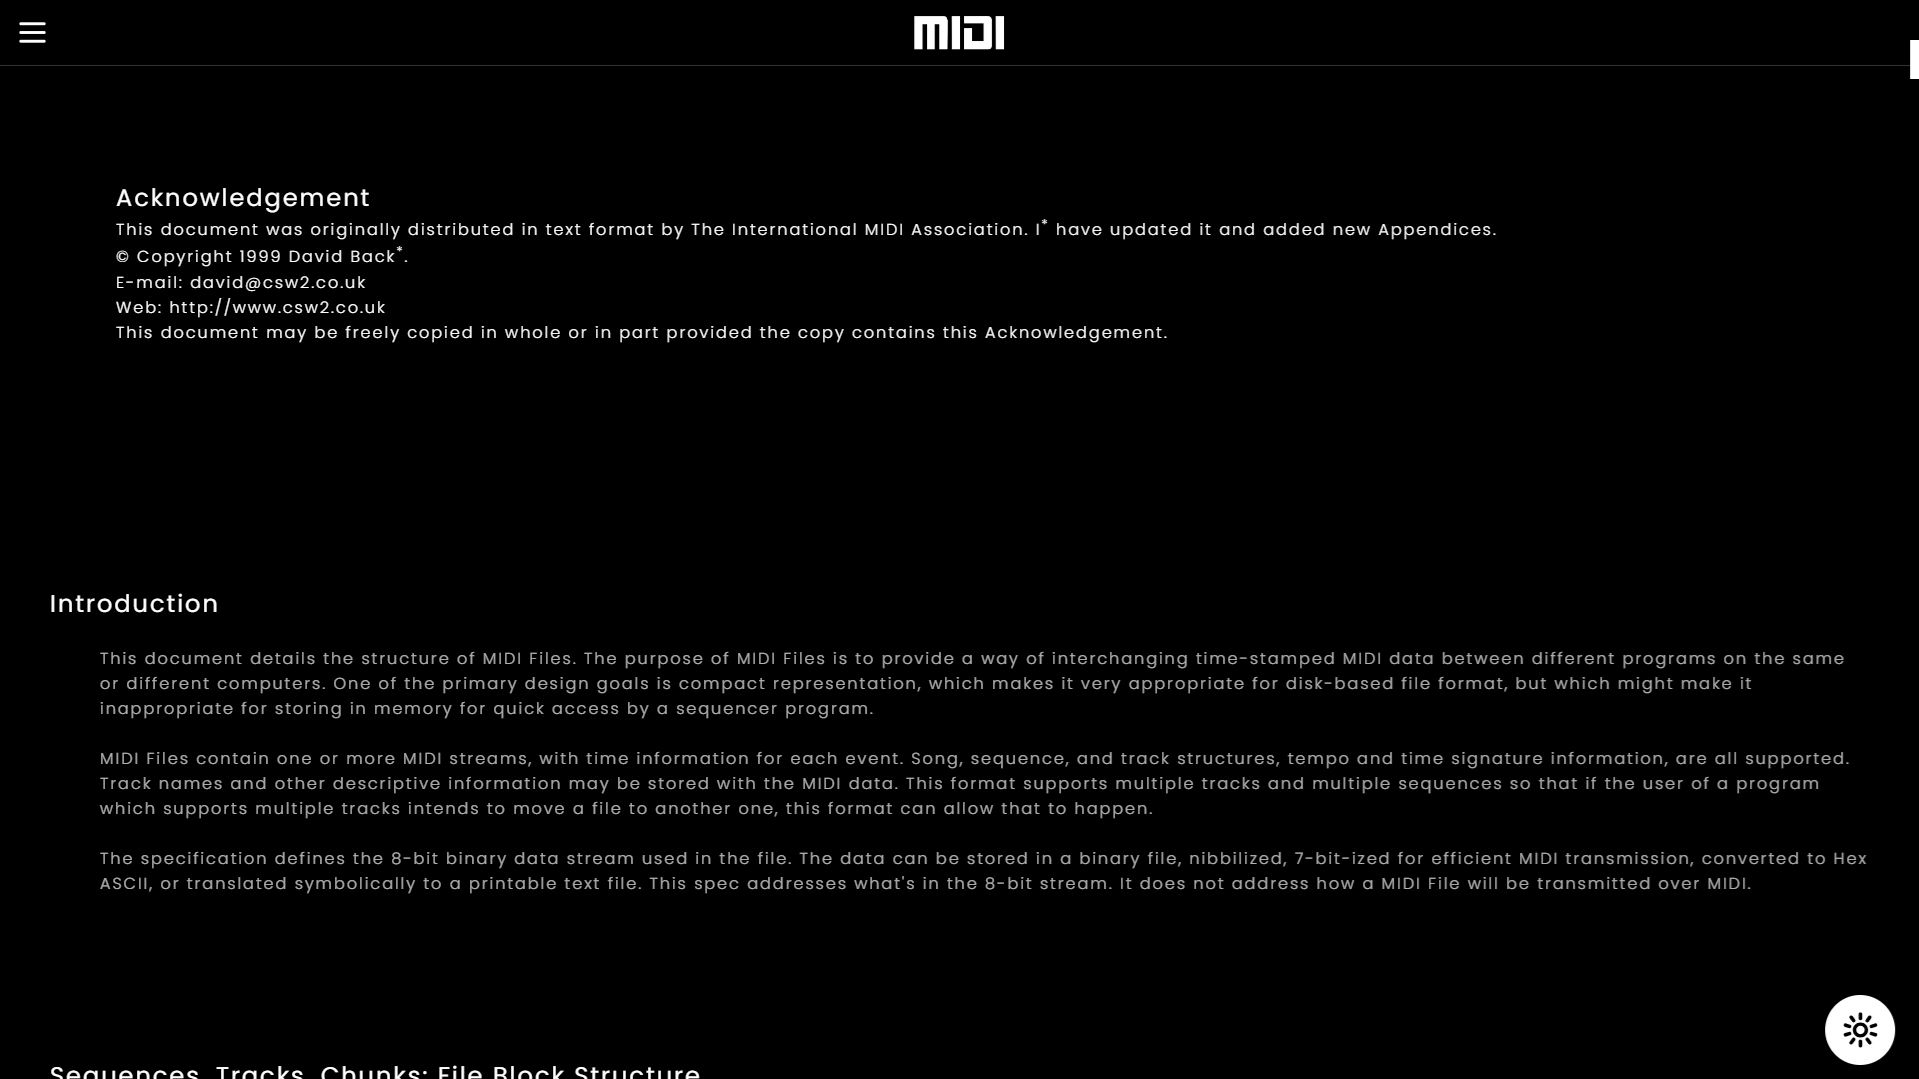 MIDI
Acknowledgement
This document was originally distributed in text format by The International MIDI Association. I* have updated it and added new Appendices.
© Copyright 1999 David Back*.
E-mail: david@csw2.co.uk
Web: http://www.csw2.co.uk
This document may be freely copied in whole or in part provided the copy contains this Acknowledgement.
Introduction
This document details the structure of MIDI Files. The purpose of MIDI Files is to provide a way of interchanging time-stamped MIDI data between different programs on the same
or different computers. One of the primary design goals is compact representation, which makes it very appropriate for disk-based file format, but which might make it
inappropriate for storing in memory for quick access by a sequencer program.
MIDI Files contain one or more MIDI streams, with time information for each event. Song, sequence, and track structures, tempo and time signature information, are all supported.
Track names and other descriptive information may be stored with the MIDI data. This format supports multiple tracks and multiple sequences so that if the user of a program
which supports multiple tracks intends to move a file to another one, this format can allow that to happen.
The specification defines the 8-bit binary data stream used in the file. The data can be stored in a binary file, nibbilized, 7-bit-ized for efficient MIDI transmission, converted to Hex
ASCII, or translated symbolically to a printable text file. This spec addresses what's in the 8-bit stream. It does not address how a MIDI File will be transmitted over MIDI.
Sequences, Tracks, Chunks: File Block Structure